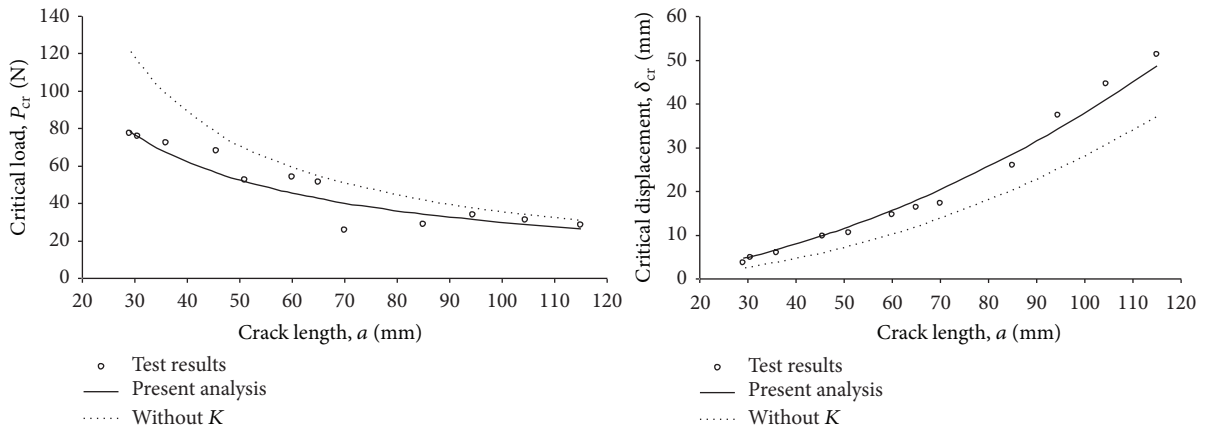 Critical load, P_cr (N)
140
120
100
80
60
40
20
0
20 30 40 50 60 70 80 90 100 110 120
Crack length, a (mm)
Test results
Present analysis
Without K
Critical displacement, δ_cr (mm)
60
50
40
30
20
10
0
20 30 40 50 60 70 80 90 100 110 120
Crack length, a (mm)
Test results
Present analysis
Without K